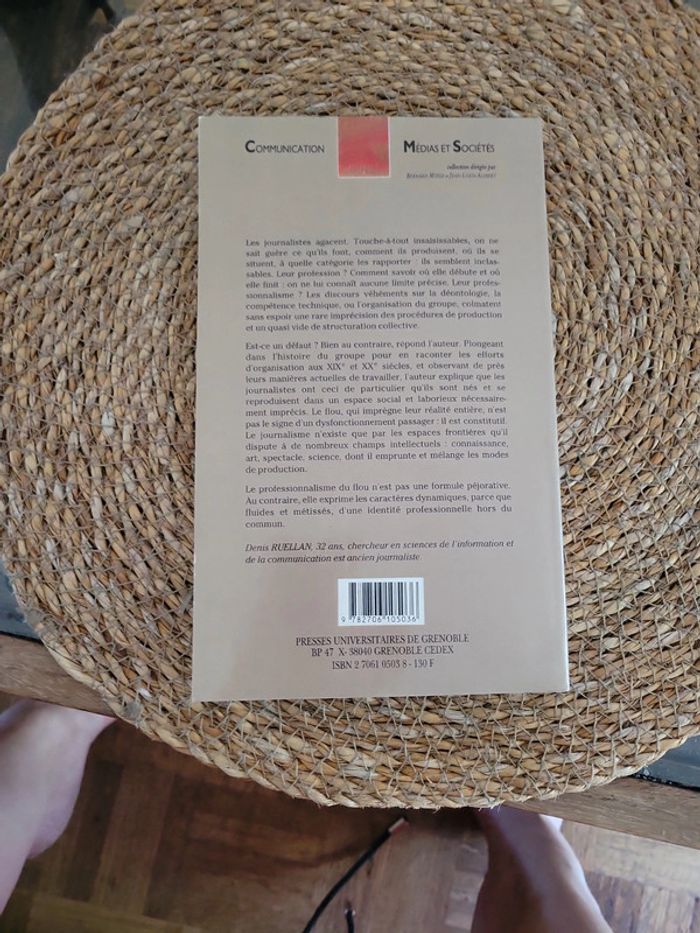 COMMUNICATION
MÉDIAS ET SOCIÉTÉS
collection dirigée par
BERNARD MIÈGE et JEAN-LOUIS ALIBERT
Les journalistes agacent. Touche-à-tout insaisissables, on ne
sait guère ce qu'ils font, comment ils produisent, où ils se
situent, à quelle catégorie les rapporter : ils semblent inclas-
sables. Leur profession ? Comment savoir où elle débute et où
elle finit : on ne lui connaît aucune limite précise. Leur profes-
sionnalisme ? Les discours véhéments sur la déontologie, la
compétence technique, ou l'organisation du groupe, colmatent
sans espoir une rare imprécision des procédures de production
et un quasi vide de structuration collective.
Est-ce un défaut ? Bien au contraire, répond l'auteur. Plongeant
dans l'histoire du groupe pour en raconter les efforts
d'organisation aux XIXe et XXe siècles, et observant de près
leurs manières actuelles de travailler, l'auteur explique que les
journalistes ont ceci de particulier qu'ils sont nés et se
reproduisent dans un espace social et laborieux nécessaire-
ment imprécis. Le flou, qui imprègne leur réalité entière, n'est
pas le signe d'un dysfonctionnement passager : il est constitutif.
Le journalisme n'existe que par les espaces frontières qu'il
dispute à de nombreux champs intellectuels : connaissance,
art, spectacle, science, dont il emprunte et mélange les modes
de production.
Le professionnalisme du flou n'est pas une formule péjorative.
Au contraire, elle exprime les caractères dynamiques, parce que
fluides et métissés, d'une identité professionnelle hors du
commun.
Denis RUELLAN, 32 ans, chercheur en sciences de l'information et
de la communication est ancien journaliste.
9 782706 105036
PRESSES UNIVERSITAIRES DE GRENOBLE
BP 47 X- 38040 GRENOBLE CEDEX
ISBN 2 7061 0503 8 - 130 F